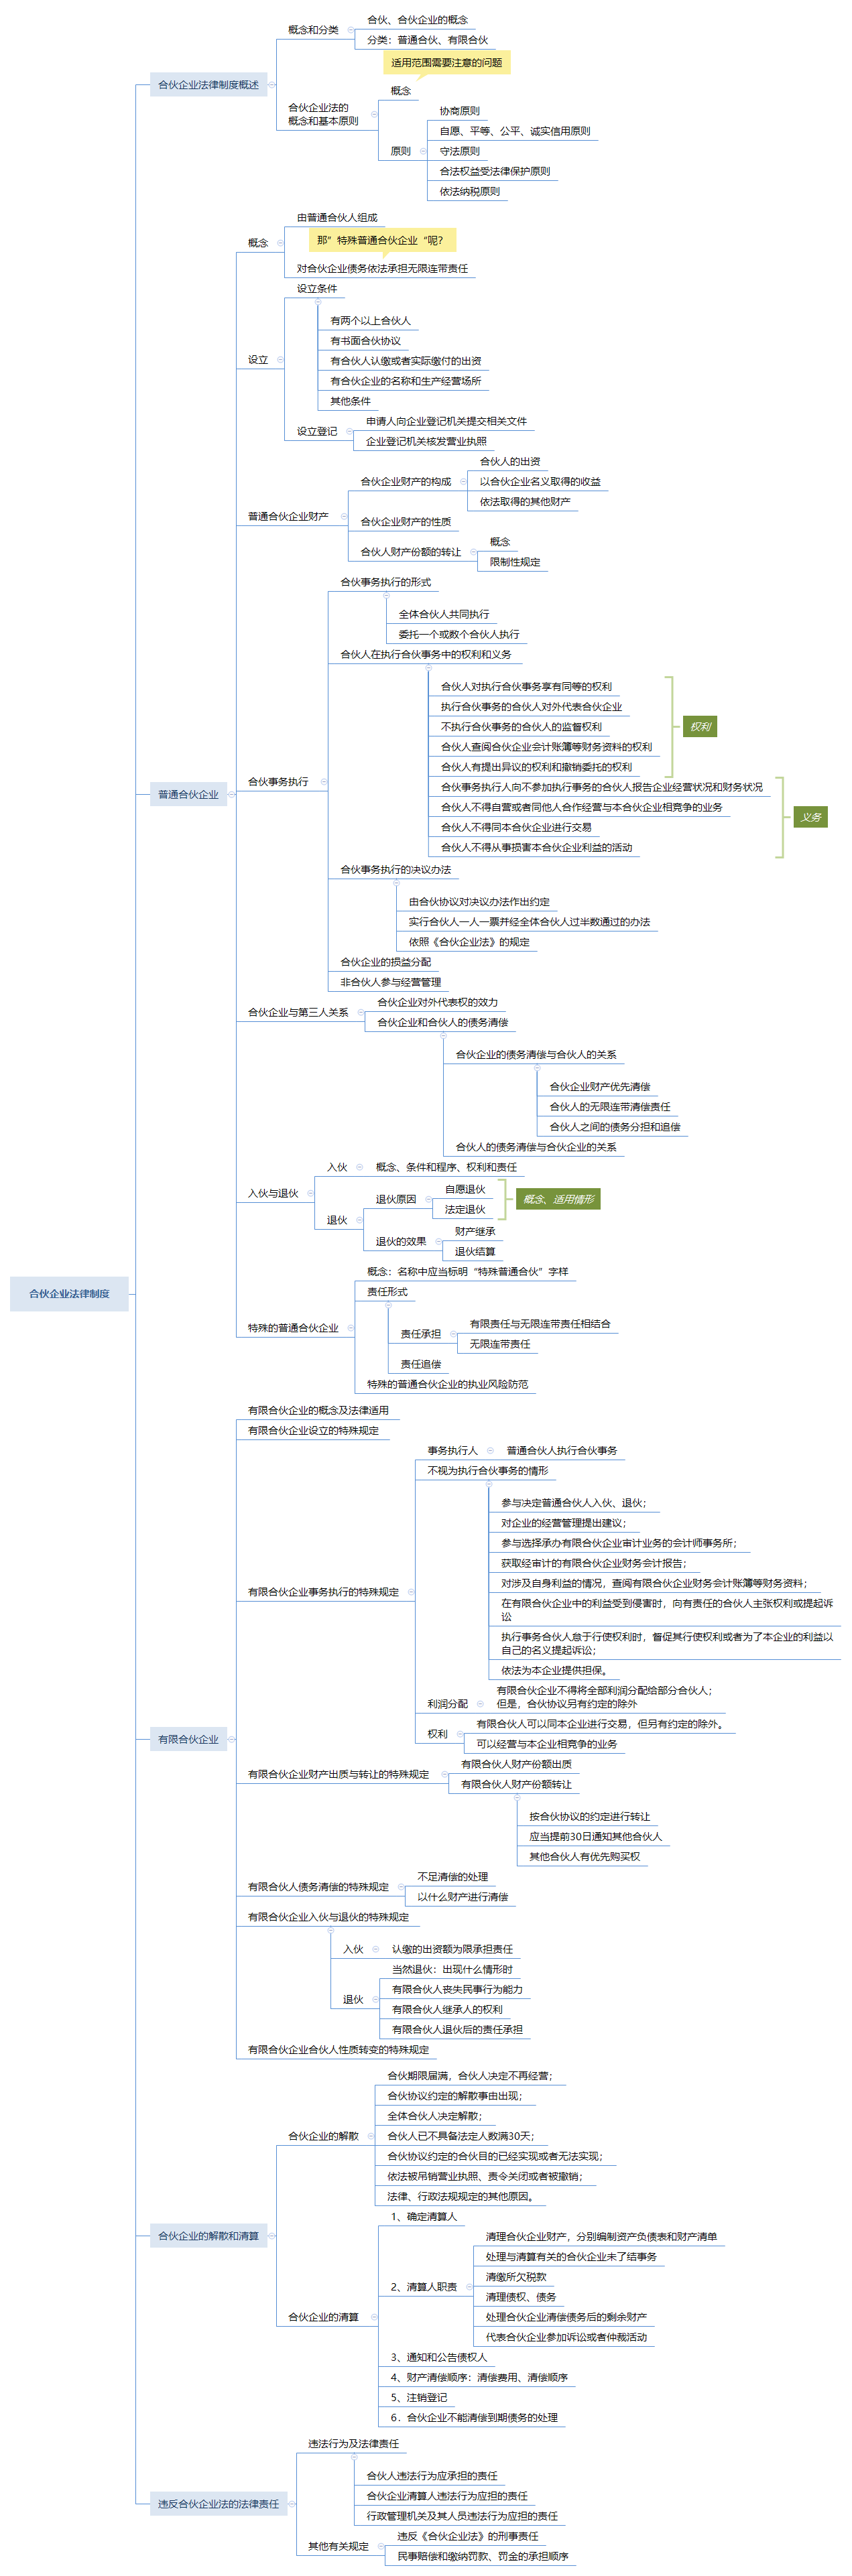 合伙、合伙企业的概念
概念和分类
分类：普通合伙、有限合伙
适用范围需要注意的问题
合伙企业法律制度概述
概念
合伙企业法的
概念和基本原则
协商原则
自愿、平等、公平、诚实信用原则
原则
守法原则
合法权益受法律保护原则
依法纳税原则
由普通合伙人组成
概念
那”特殊普通合伙企业“呢？
对合伙企业债务依法承担无限连带责任
设立条件
有两个以上合伙人
有书面合伙协议
设立
有合伙人认缴或者实际缴付的出资
有合伙企业的名称和生产经营场所
其他条件
申请人向企业登记机关提交相关文件
设立登记
企业登记机关核发营业执照
合伙人的出资
合伙企业财产的构成
以合伙企业名义取得的收益
依法取得的其他财产
普通合伙企业财产
合伙企业财产的性质
概念
合伙人财产份额的转让
限制性规定
合伙事务执行的形式
全体合伙人共同执行
委托一个或数个合伙人执行
合伙人在执行合伙事务中的权利和义务
合伙人对执行合伙事务享有同等的权利
执行合伙事务的合伙人对外代表合伙企业
不执行合伙事务的合伙人的监督权利
权利
合伙人查阅合伙企业会计账簿等财务资料的权利
合伙人有提出异议的权利和撤销委托的权利
合伙事务执行
合伙事务执行人向不参加执行事务的合伙人报告企业经营状况和财务状况
普通合伙企业
合伙人不得自营或者同他人合作经营与本合伙企业相竞争的业务
义务
合伙人不得同本合伙企业进行交易
合伙人不得从事损害本合伙企业利益的活动
合伙事务执行的决议办法
由合伙协议对决议办法作出约定
实行合伙人一人一票并经全体合伙人过半数通过的办法
依照《合伙企业法》的规定
合伙企业的损益分配
非合伙人参与经营管理
合伙企业对外代表权的效力
合伙企业与第三人关系
合伙企业和合伙人的债务清偿
合伙企业的债务清偿与合伙人的关系
合伙企业财产优先清偿
合伙人的无限连带清偿责任
合伙人之间的债务分担和追偿
合伙人的债务清偿与合伙企业的关系
入伙
概念、条件和程序、权利和责任
入伙与退伙
自愿退伙
退伙原因
概念、适用情形
法定退伙
退伙
财产继承
退伙的效果
退伙结算
概念：名称中应当标明“特殊普通合伙”字样
合伙企业法律制度
责任形式
特殊的普通合伙企业
有限责任与无限连带责任相结合
责任承担
无限连带责任
责任追偿
特殊的普通合伙企业的执业风险防范
有限合伙企业的概念及法律适用
有限合伙企业设立的特殊规定
事务执行人
普通合伙人执行合伙事务
不视为执行合伙事务的情形
参与决定普通合伙人入伙、退伙；
对企业的经营管理提出建议；
参与选择承办有限合伙企业审计业务的会计师事务所；
获取经审计的有限合伙企业财务会计报告；
有限合伙企业事务执行的特殊规定
对涉及自身利益的情况，查阅有限合伙企业财务会计账簿等财务资料；
在有限合伙企业中的利益受到侵害时，向有责任的合伙人主张权利或提起诉
讼
执行事务合伙人怠于行使权利时，督促其行使权利或者为了本企业的利益以
自己的名义提起诉讼；
依法为本企业提供担保。
利润分配
有限合伙企业不得将全部利润分配给部分合伙人；
但是，合伙协议另有约定的除外
有限合伙企业
权利
有限合伙人可以同本企业进行交易，但另有约定的除外。
可以经营与本企业相竞争的业务
有限合伙企业财产出质与转让的特殊规定
有限合伙人财产份额出质
有限合伙人财产份额转让
按合伙协议的约定进行转让
应当提前30日通知其他合伙人
其他合伙人有优先购买权
不足清偿的处理
有限合伙人债务清偿的特殊规定
以什么财产进行清偿
有限合伙企业入伙与退伙的特殊规定
入伙
认缴的出资额为限承担责任
当然退伙：出现什么情形时
有限合伙人丧失民事行为能力
退伙
有限合伙人继承人的权利
有限合伙人退伙后的责任承担
有限合伙企业合伙人性质转变的特殊规定
合伙期限届满，合伙人决定不再经营；
合伙协议约定的解散事由出现；
全体合伙人决定解散；
合伙企业的解散
合伙人已不具备法定人数满30天；
合伙协议约定的合伙目的已经实现或者无法实现；
依法被吊销营业执照、责令关闭或者被撤销；
法律、行政法规规定的其他原因。
1、确定清算人
合伙企业的解散和清算
清理合伙企业财产，分别编制资产负债表和财产清单
处理与清算有关的合伙企业未了结事务
清缴所欠税款
2、清算人职责
清理债权、债务
合伙企业的清算
处理合伙企业清偿债务后的剩余财产
代表合伙企业参加诉讼或者仲裁活动
3、通知和公告债权人
4、财产清偿顺序：清偿费用、清偿顺序
5、注销登记
6．合伙企业不能清偿到期债务的处理
违法行为及法律责任
合伙人违法行为应承担的责任
合伙企业清算人违法行为应担的责任
违反合伙企业法的法律责任
行政管理机关及其人员违法行为应担的责任
违反《合伙企业法》的刑事责任
其他有关规定
民事赔偿和缴纳罚款、罚金的承担顺序